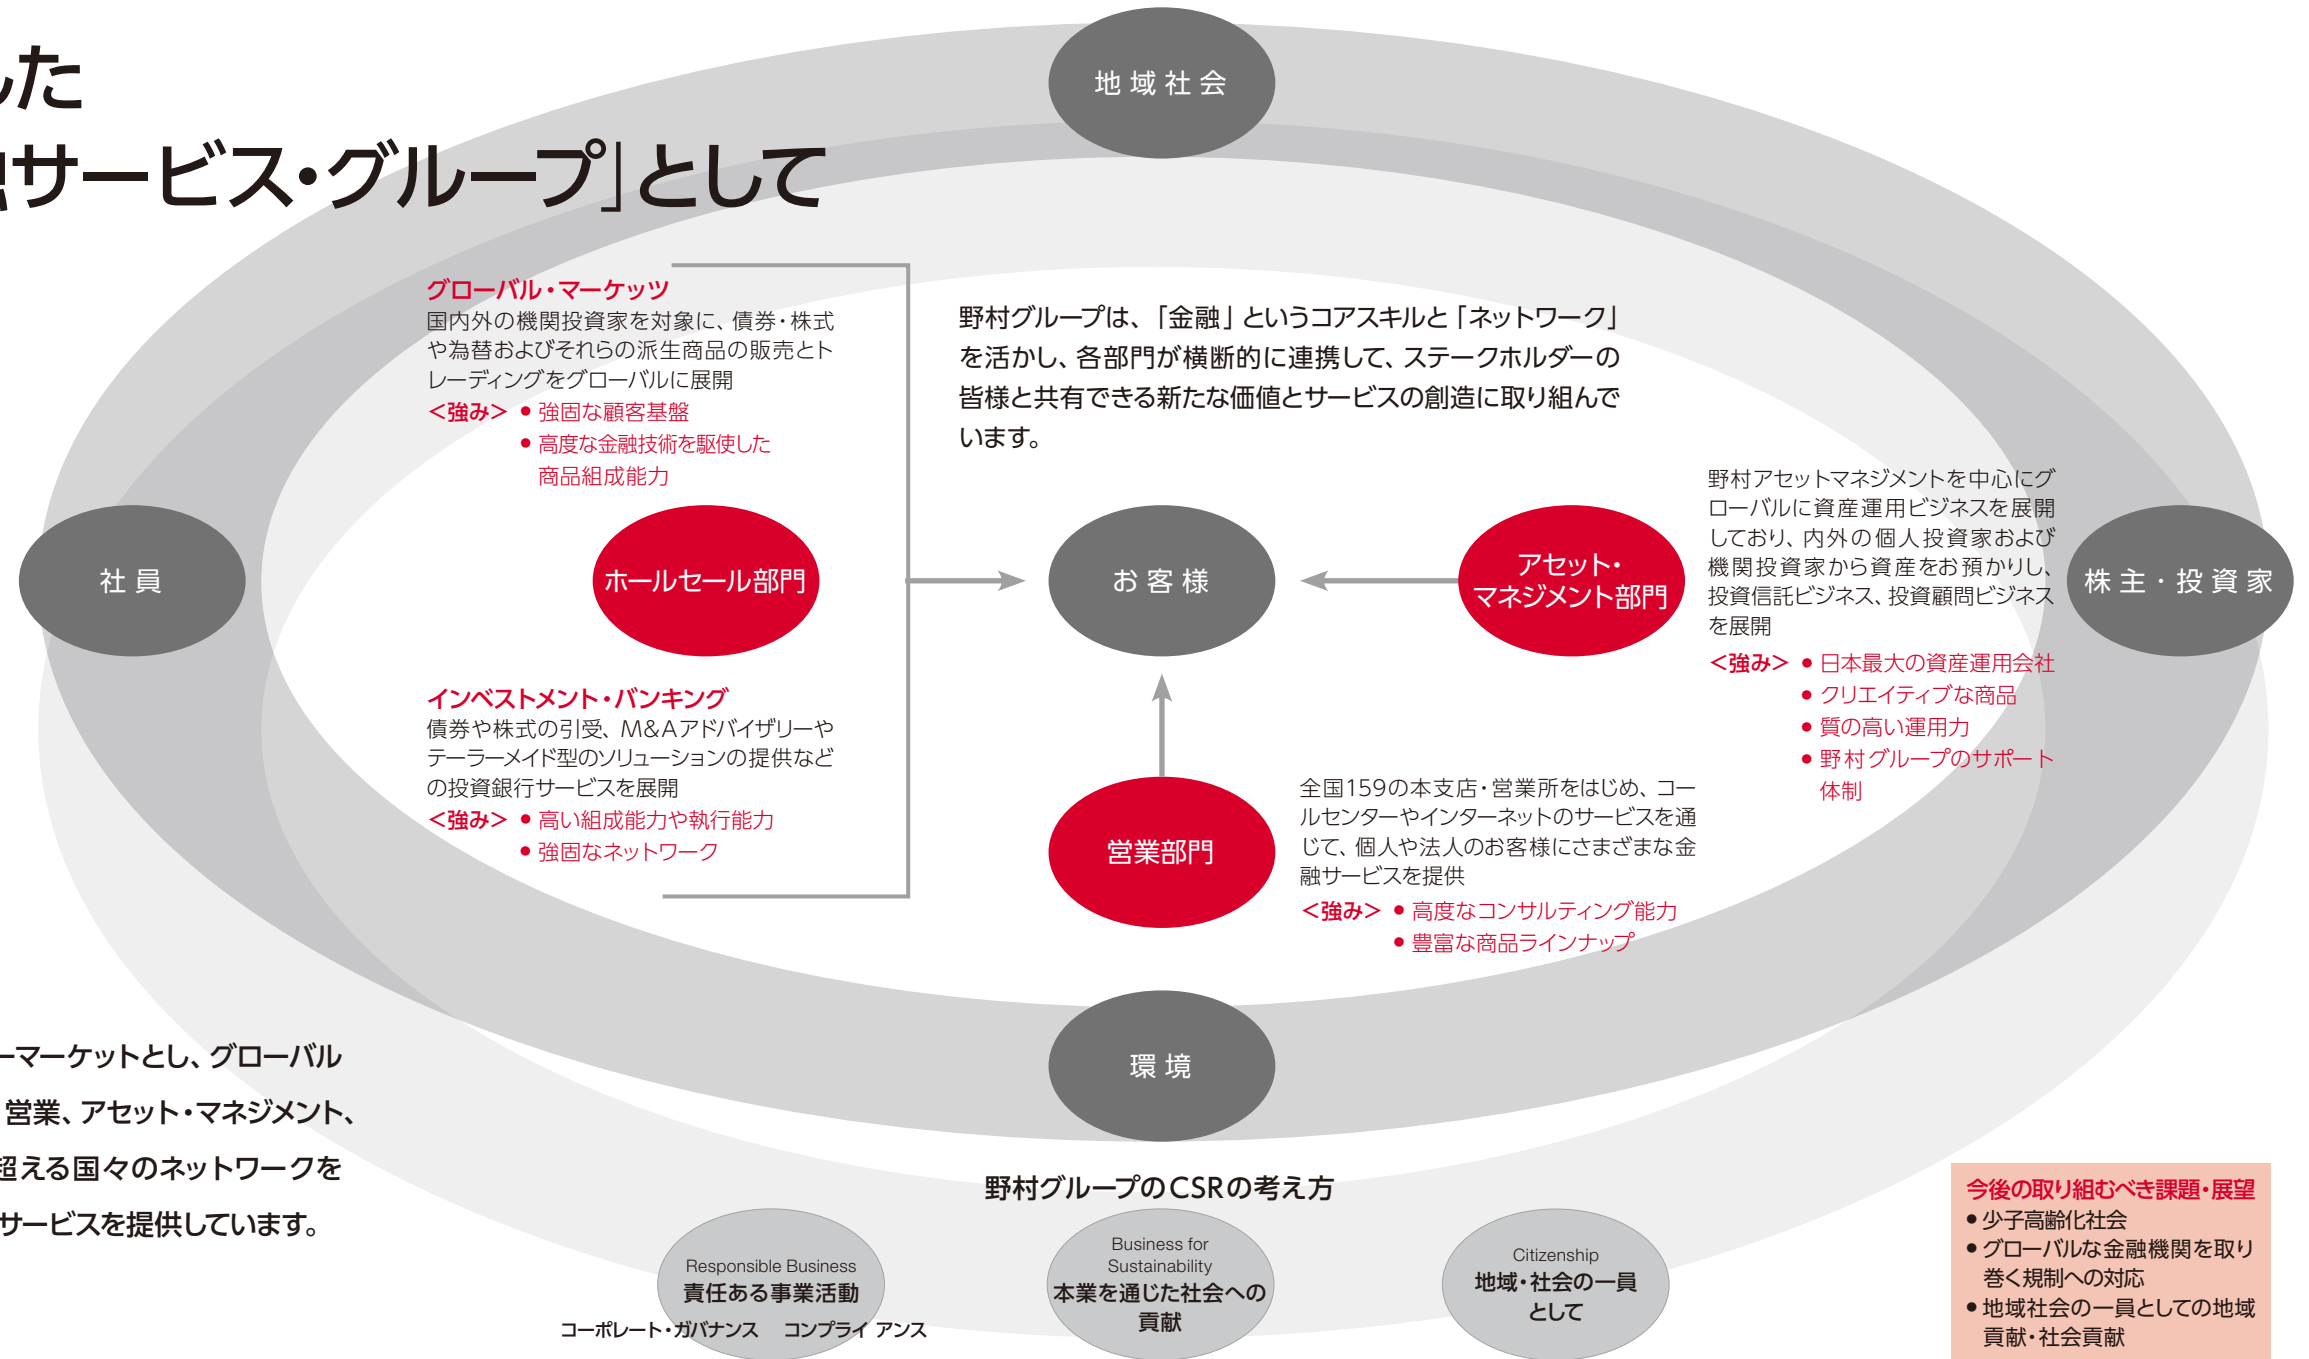 した
融サービス・グループ」として
地域社会
グローバル・マーケッツ
国内外の機関投資家を対象に、債券・株式
や為替およびそれらの派生商品の販売とト
レーディングをグローバルに展開
<強み> ● 強固な顧客基盤
● 高度な金融技術を駆使した
商品組成能力
野村グループは、「金融」というコアスキルと「ネットワーク」
を活かし、各部門が横断的に連携して、ステークホルダーの
皆様と共有できる新たな価値とサービスの創造に取り組んで
います。
社員
ホールセール部門
お客様
アセット・
マネジメント部門
野村アセットマネジメントを中心にグ
ローバルに資産運用ビジネスを展開
しており、内外の個人投資家および
機関投資家から資産をお預かりし、
投資信託ビジネス、投資顧問ビジネス
を展開
<強み> ● 日本最大の資産運用会社
● クリエイティブな商品
● 質の高い運用力
● 野村グループのサポート
体制
株主・投資家
インベストメント・バンキング
債券や株式の引受、M&Aアドバイザリーや
テーラーメイド型のソリューションの提供など
の投資銀行サービスを展開
<強み> ● 高い組成能力や執行能力
● 強固なネットワーク
営業部門
全国159の本支店・営業所をはじめ、コー
ルセンターやインターネットのサービスを通
じて、個人や法人のお客様にさまざまな金
融サービスを提供
<強み> ● 高度なコンサルティング能力
● 豊富な商品ラインナップ
環境
ーマーケットとし、グローバル
営業、アセット・マネジメント、
超える国々のネットワークを
サービスを提供しています。
野村グループのCSRの考え方
Responsible Business
責任ある事業活動
コーポレート・ガバナンス コンプライアンス
Business for
Sustainability
本業を通じた社会への
貢献
Citizenship
地域・社会の一員
として
今後の取り組むべき課題・展望
● 少子高齢化社会
● グローバルな金融機関を取り
巻く規制への対応
● 地域社会の一員としての地域
貢献・社会貢献